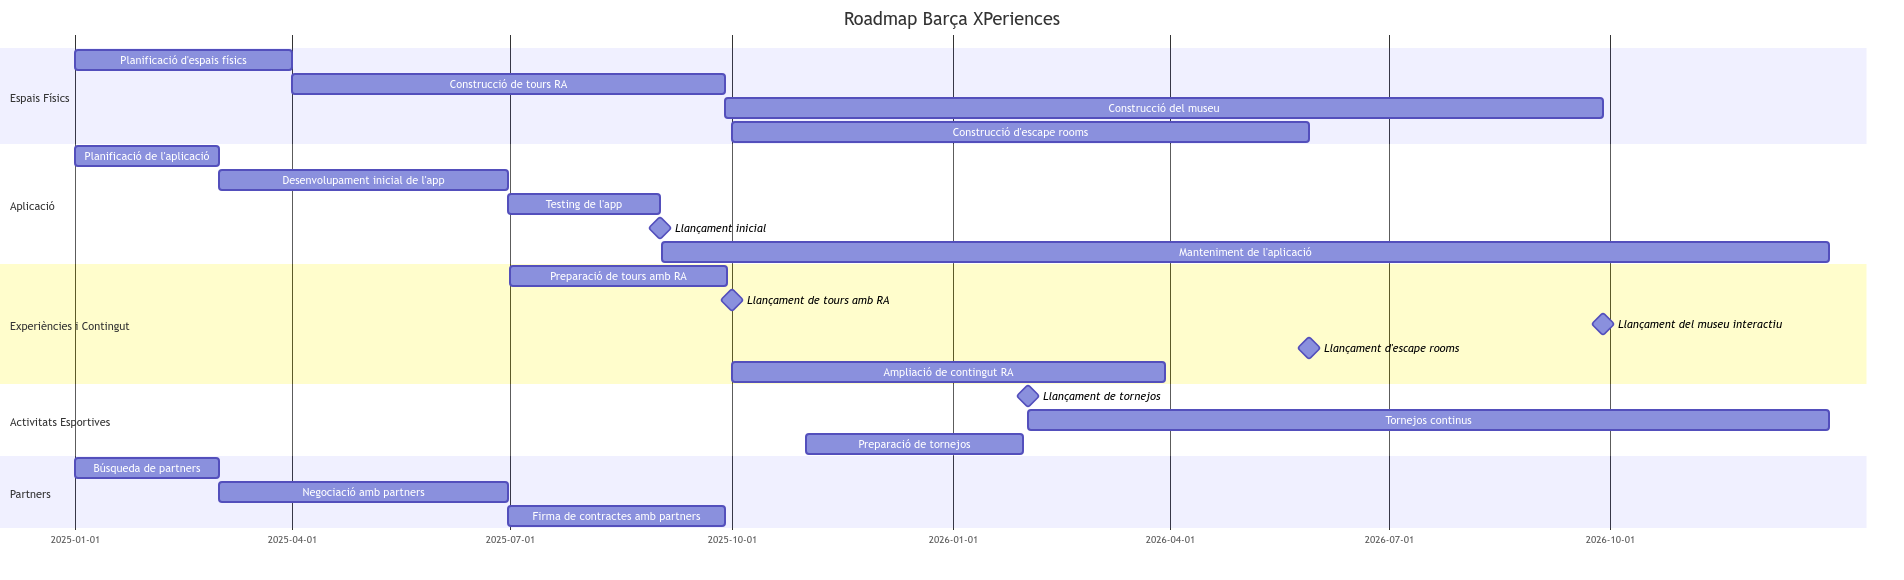 Roadmap Barça XPeriences
Espais Físics
Planificació d'espais físics
Construcció de tours RA
Construcció del museu
Construcció d'escape rooms
Aplicació
Planificació de l'aplicació
Desenvolupament inicial de l'app
Testing de l'app
Llançament inicial
Manteniment de l'aplicació
Experiències i Contingut
Preparació de tours amb RA
Llançament de tours amb RA
Llançament del museu interactiu
Llançament d'escape rooms
Ampliació de contingut RA
Activitats Esportives
Llançament de tornejos
Tornejos continus
Preparació de tornejos
Partners
Búsqueda de partners
Negociació amb partners
Firma de contractes amb partners
2025-01-01
2025-04-01
2025-07-01
2025-10-01
2026-01-01
2026-04-01
2026-07-01
2026-10-01